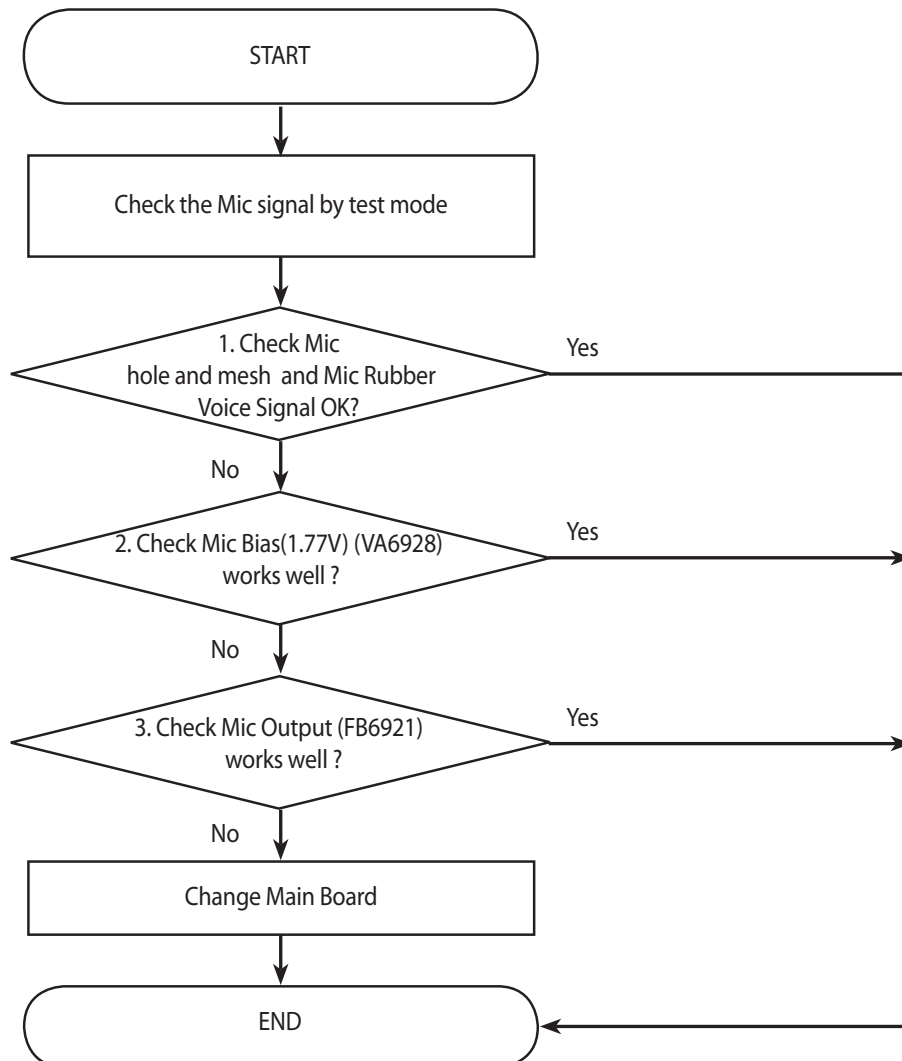 START
Check the Mic signal by test mode
1. Check Mic
hole and mesh and Mic Rubber
Voice Signal OK?
Yes
No
2. Check Mic Bias(1.77V) (VA6928)
works well ?
Yes
No
3. Check Mic Output (FB6921)
works well ?
Yes
No
Change Main Board
END